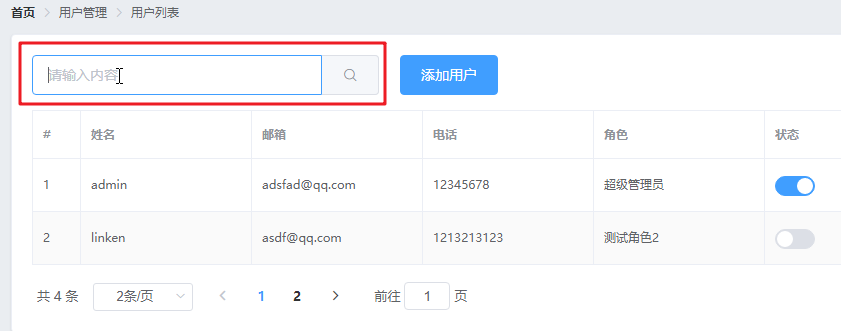 首页 > 用户管理 > 用户列表
请输入内容 添加用户
# 姓名 邮箱 电话 角色 状态
1 admin adsfad@qq.com 12345678 超级管理员
2 linken asdf@qq.com 1213213123 测试角色2
共 4 条 2条/页 < 1 2 > 前往 1 页